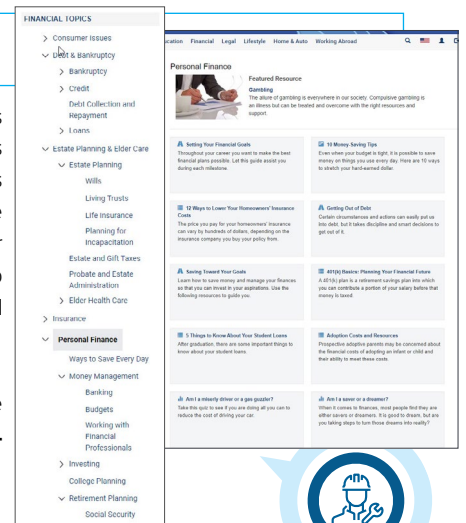 FINANCIAL TOPICS
Consumer Issues
Debt & Bankruptcy
Bankruptcy
Credit
Debt Collection and
Repayment
Loans
Estate Planning & Elder Care
Estate Planning
Wills
Living Trusts
Life Insurance
Planning for
Incapacitation
Estate and Gift Taxes
Probate and Estate
Administration
Elder Health Care
Insurance
Personal Finance
Ways to Save Every Day
Money Management
Banking
Budgets
Working with
Financial
Professionals
Investing
College Planning
Retirement Planning
Social Security
ucation Financial Legal Lifestyle Home & Auto Working Abroad
Personal Finance
Featured Resource
Gambling
The allure of gambling is everywhere in our society. Compulsive gambling is
an illness but can be treated and overcome with the right resources and
support.
Setting Your Financial Goals
Throughout your career you want to make the best
financial plans possible. Let this guide assist you
during each milestone.
10 Money Saving Tips
Even when your budget is tight, it is possible to save
money on things you use every day. Here are 10 ways
to stretch your hard-earned dollar.
12 Ways to Lower Your Homeowners' Insurance
Costs
The price you pay for your homeowners' insurance
can vary by hundreds of dollars, depending on the
insurance company you buy your policy from.
Getting Out of Debt
Certain circumstances and actions can easily put us
into debt, but it takes discipline and smart decisions to
get out of it.
Saving Toward Your Goals
Learn how to save money and manage your finances
so that you can invest in your aspirations. Use the
following resources to guide you.
401(k) Basics: Planning Your Financial Future
A 401(k) plan is a retirement savings plan into which
you can contribute a portion of your salary before that
money is taxed.
5 Things to Know About Your Student Loans
After graduation, there are some important things to
know about your student loans.
Adoption Costs and Resources
Prospective adoptive parents may be concerned about
the financial costs of adopting an infant or child and
their ability to meet these costs.
Am I a miserly driver or a gas guzzler?
Take this quiz to see if you are doing all you can to
reduce the cost of driving your car.
Am I a saver or a dreamer?
When it comes to finances, most people find they are
either savers or dreamers. It is good to dream, but are
you taking steps to turn those dreams into reality?